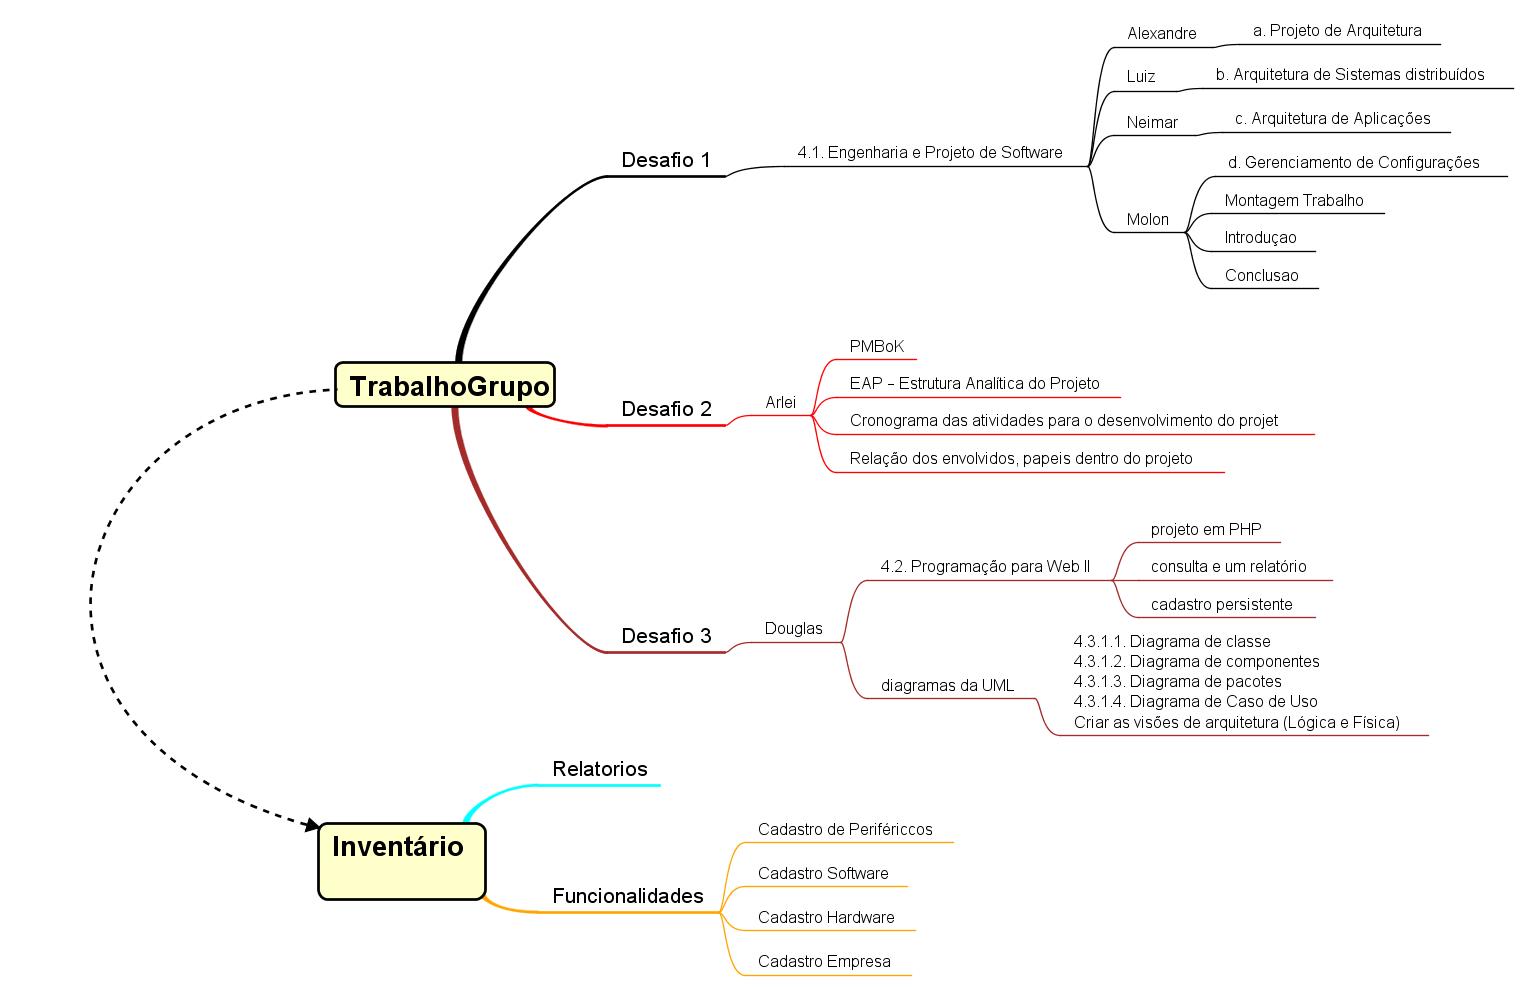 TrabalhoGrupo
Desafio 1
4.1. Engenharia e Projeto de Software
Alexandre
a. Projeto de Arquitetura
Luiz
b. Arquitetura de Sistemas distribuídos
Neimar
c. Arquitetura de Aplicações
Molon
d. Gerenciamento de Configurações
Montagem Trabalho
Introduçao
Conclusao
Desafio 2
Arlei
PMBoK
EAP – Estrutura Analítica do Projeto
Cronograma das atividades para o desenvolvimento do projet
Relação dos envolvidos, papeis dentro do projeto
Desafio 3
Douglas
4.2. Programação para Web II
projeto em PHP
consulta e um relatório
cadastro persistente
diagramas da UML
4.3.1.1. Diagrama de classe
4.3.1.2. Diagrama de componentes
4.3.1.3. Diagrama de pacotes
4.3.1.4. Diagrama de Caso de Uso
Criar as visões de arquitetura (Lógica e Física)
Inventário
Relatorios
Funcionalidades
Cadastro de Perifériccos
Cadastro Software
Cadastro Hardware
Cadastro Empresa